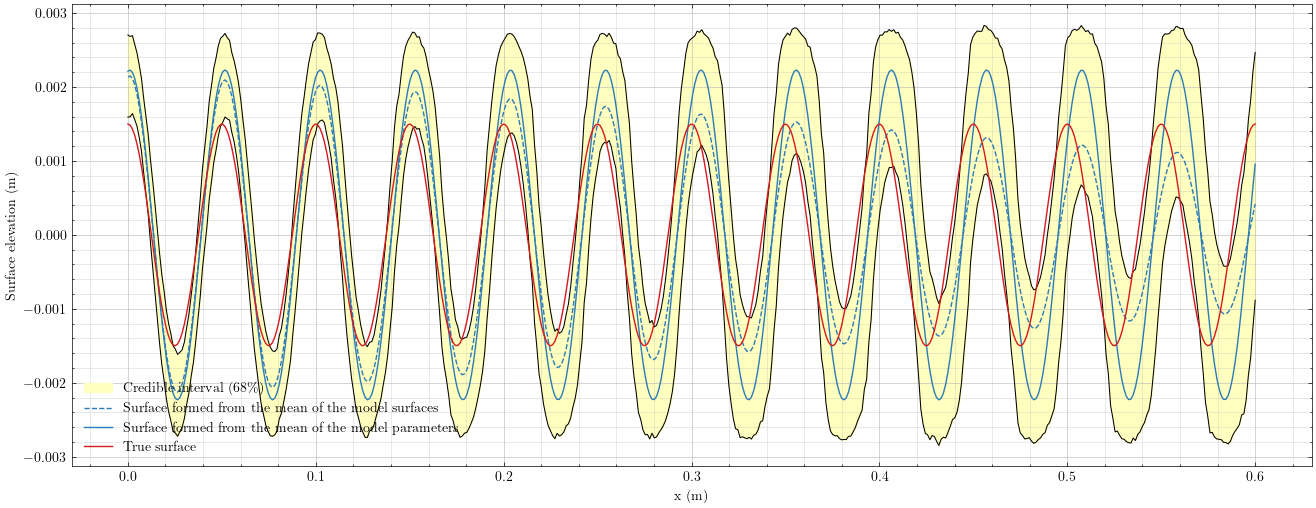 0.003
0.002
0.001
0.000
−0.001
−0.002
−0.003
Surface elevation (m)
Credible interval (68%)
Surface formed from the mean of the model surfaces
Surface formed from the mean of the model parameters
True surface
0.0 0.1 0.2 0.3 0.4 0.5 0.6
x (m)